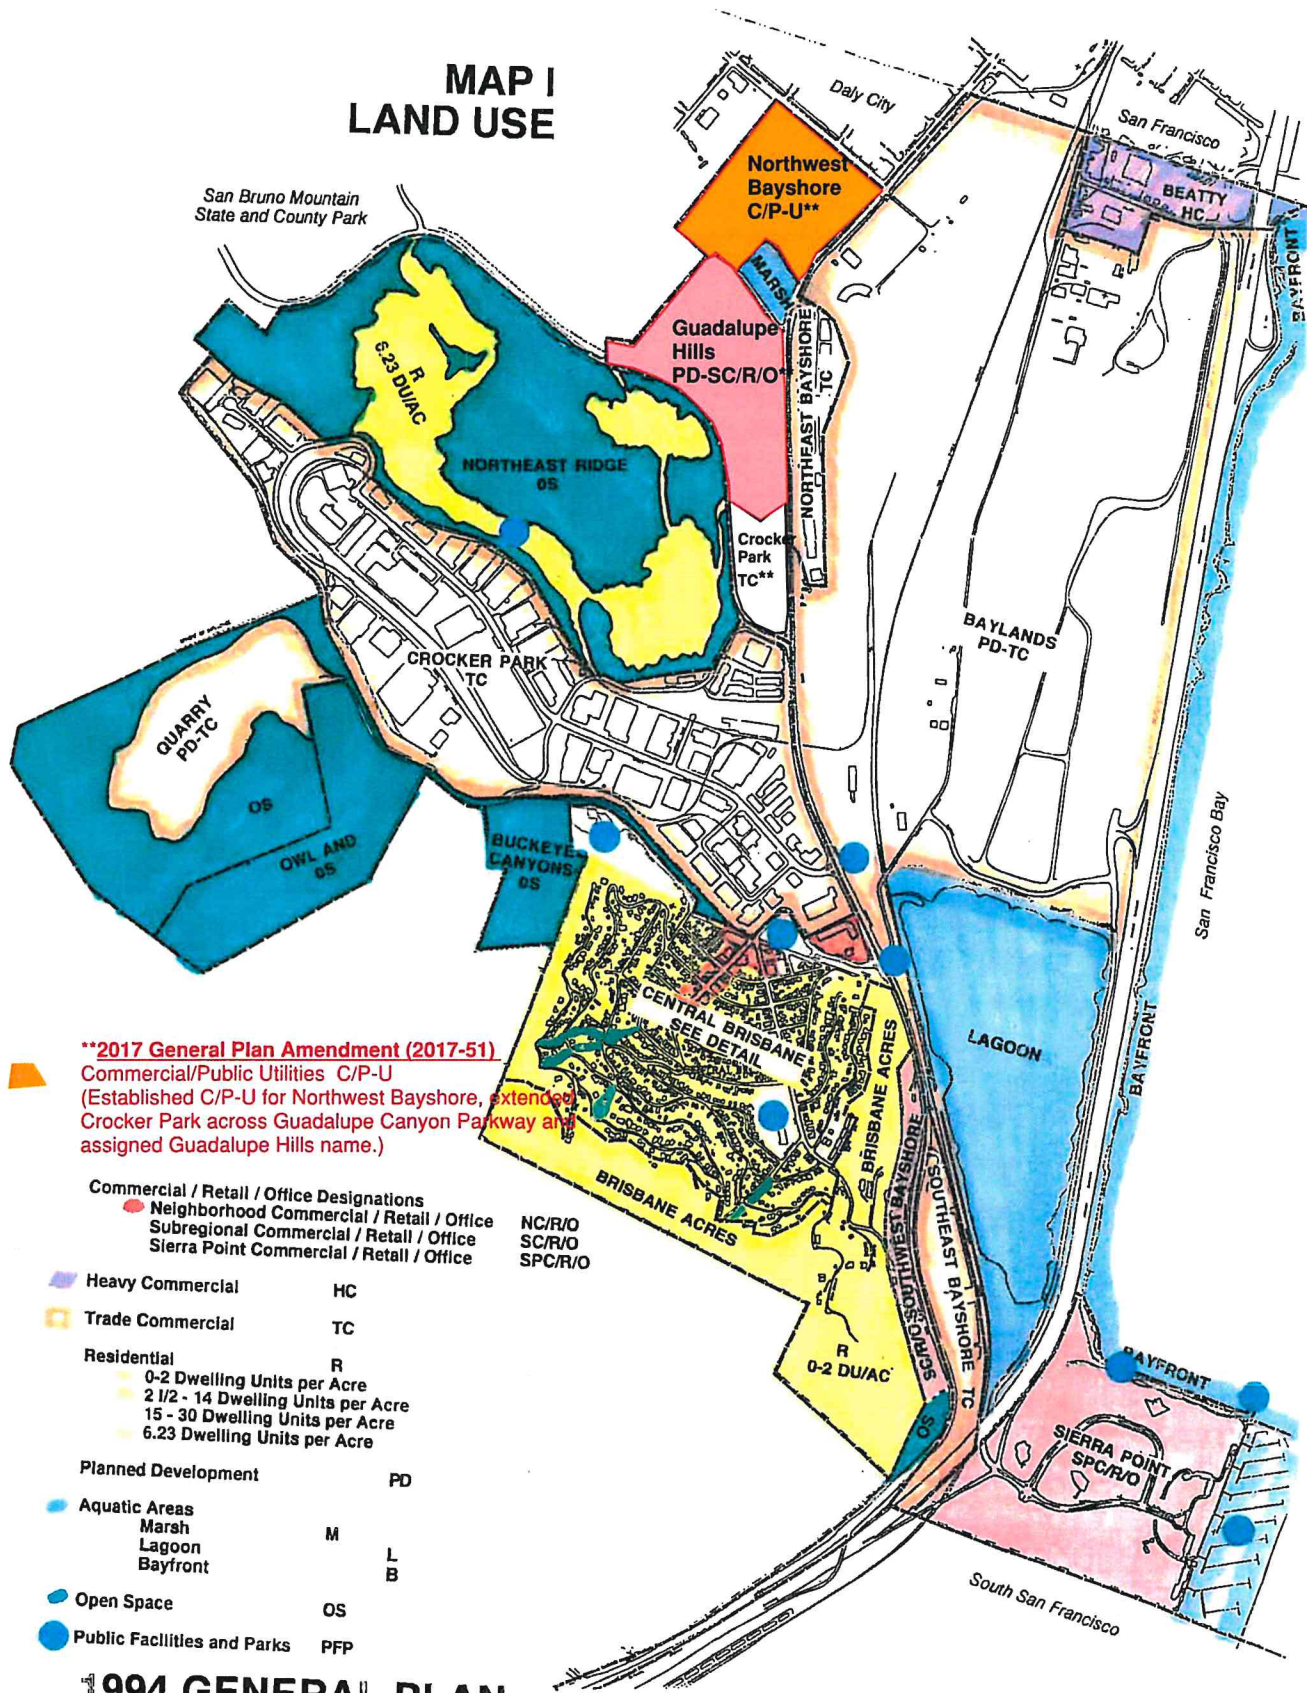 MAP I
LAND USE
Daly City
San Francisco
San Bruno Mountain
State and County Park
Northwest
Bayshore
C/P-U**
BEATTY
HC
BAYFRONT
MARSH
Guadalupe
Hills
PD-SC/R/O**
NORTHEAST BAYSHORE
TC
R
6.23 DU/AC
NORTHEAST RIDGE
OS
Crocker
Park
TC**
BAYLANDS
PD-TC
CROCKER PARK
TC
QUARRY
PD-TC
OS
OWL AND
OS
BUCKEYE
CANYONS
OS
San Francisco Bay
CENTRAL BRISBANE
SEE DETAIL
LAGOON
BAYFRONT
BRISBANE ACRES
BRISBANE ACRES
SC/R/O SOUTHWEST BAYSHORE
SOUTHEAST BAYSHORE TC
R
0-2 DU/AC
OS
BAYFRONT
SIERRA POINT
SPC/R/O
South San Francisco
**2017 General Plan Amendment (2017-51)
Commercial/Public Utilities C/P-U
(Established C/P-U for Northwest Bayshore, extended
Crocker Park across Guadalupe Canyon Parkway and
assigned Guadalupe Hills name.)
Commercial / Retail / Office Designations
Neighborhood Commercial / Retail / Office NC/R/O
Subregional Commercial / Retail / Office SC/R/O
Sierra Point Commercial / Retail / Office SPC/R/O
Heavy Commercial HC
Trade Commercial TC
Residential R
0-2 Dwelling Units per Acre
2 1/2 - 14 Dwelling Units per Acre
15 - 30 Dwelling Units per Acre
6.23 Dwelling Units per Acre
Planned Development PD
Aquatic Areas
Marsh M
Lagoon L
Bayfront B
Open Space OS
Public Facilities and Parks PFP
1994 GENERAL PLAN